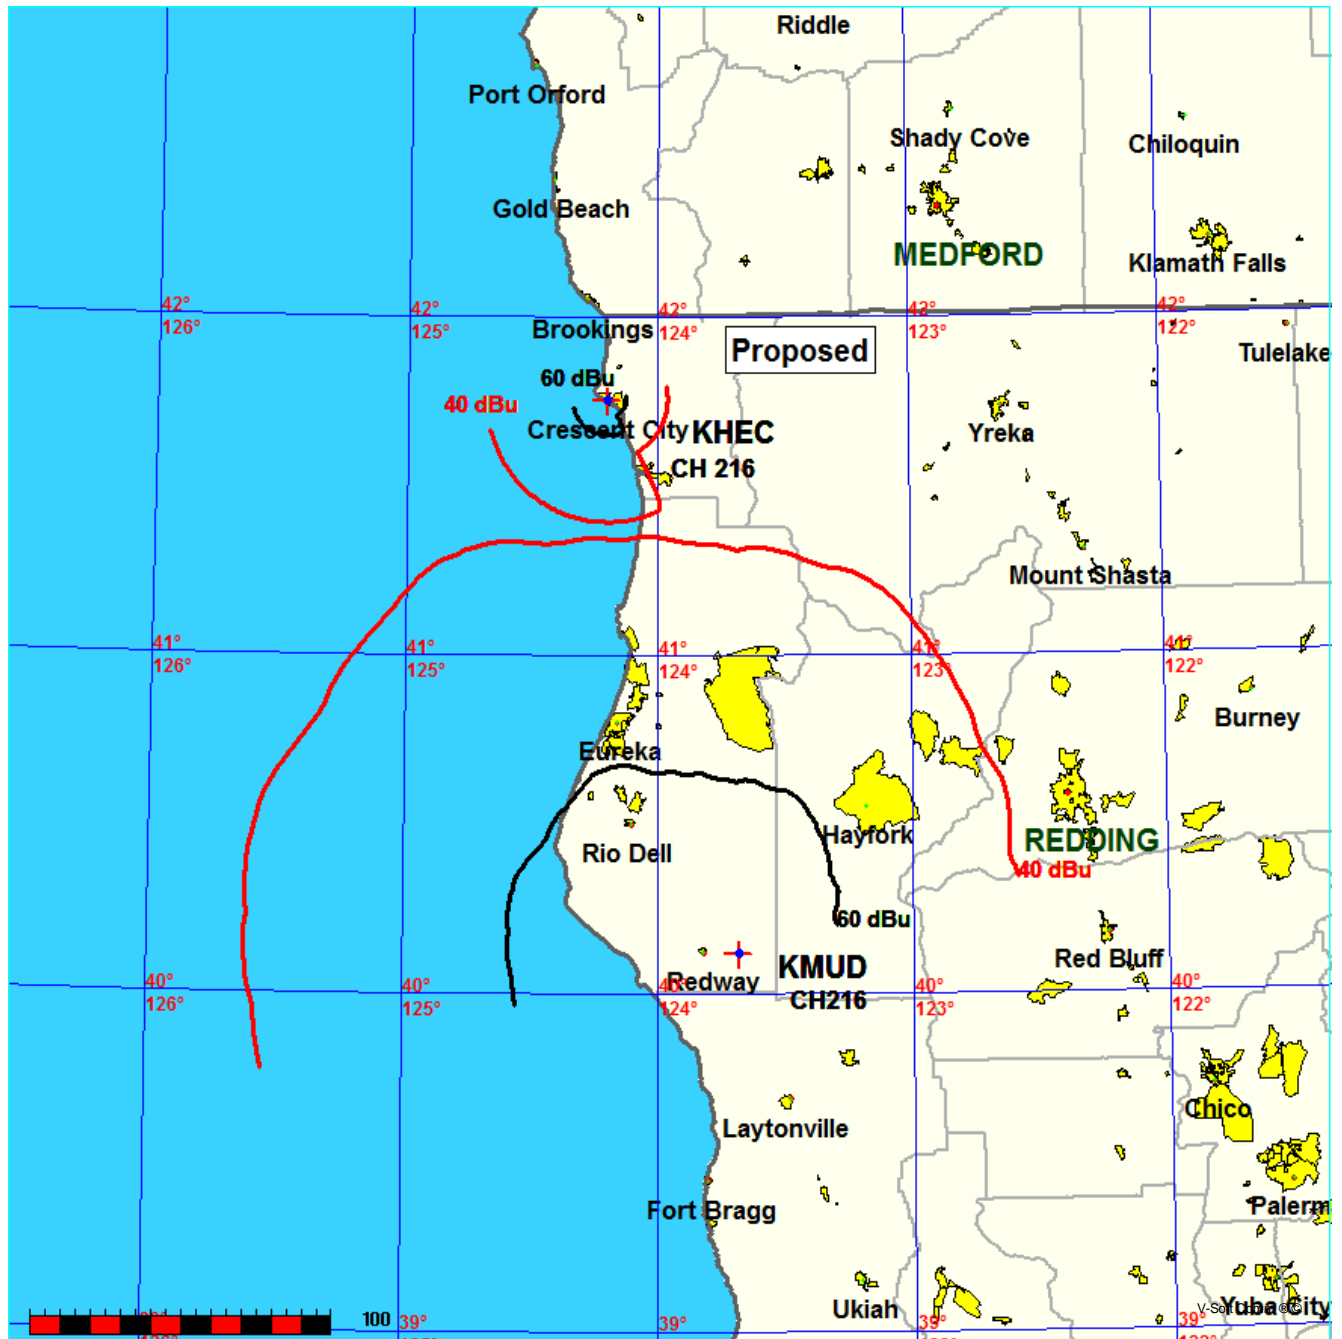 Riddle
Port Orford
Shady Cove
Chiloquin
Gold Beach
MEDFORD
Klamath Falls
42°
126°
42°
125°
42°
124°
42°
123°
42°
122°
Brookings
Proposed
Tulelake
60 dBu
40 dBu
Crescent City
KHEC
CH 216
Yreka
Mount Shasta
41°
126°
41°
125°
41°
124°
41°
123°
41°
122°
Burney
Eureka
Hayfork
REDDING
Rio Dell
40 dBu
60 dBu
Red Bluff
KMUD
Redway
CH216
40°
126°
40°
125°
40°
124°
40°
123°
40°
122°
Chico
Laytonville
Fort Bragg
Palerm
Ukiah
Yuba City
100
39°
39°
39°
39°